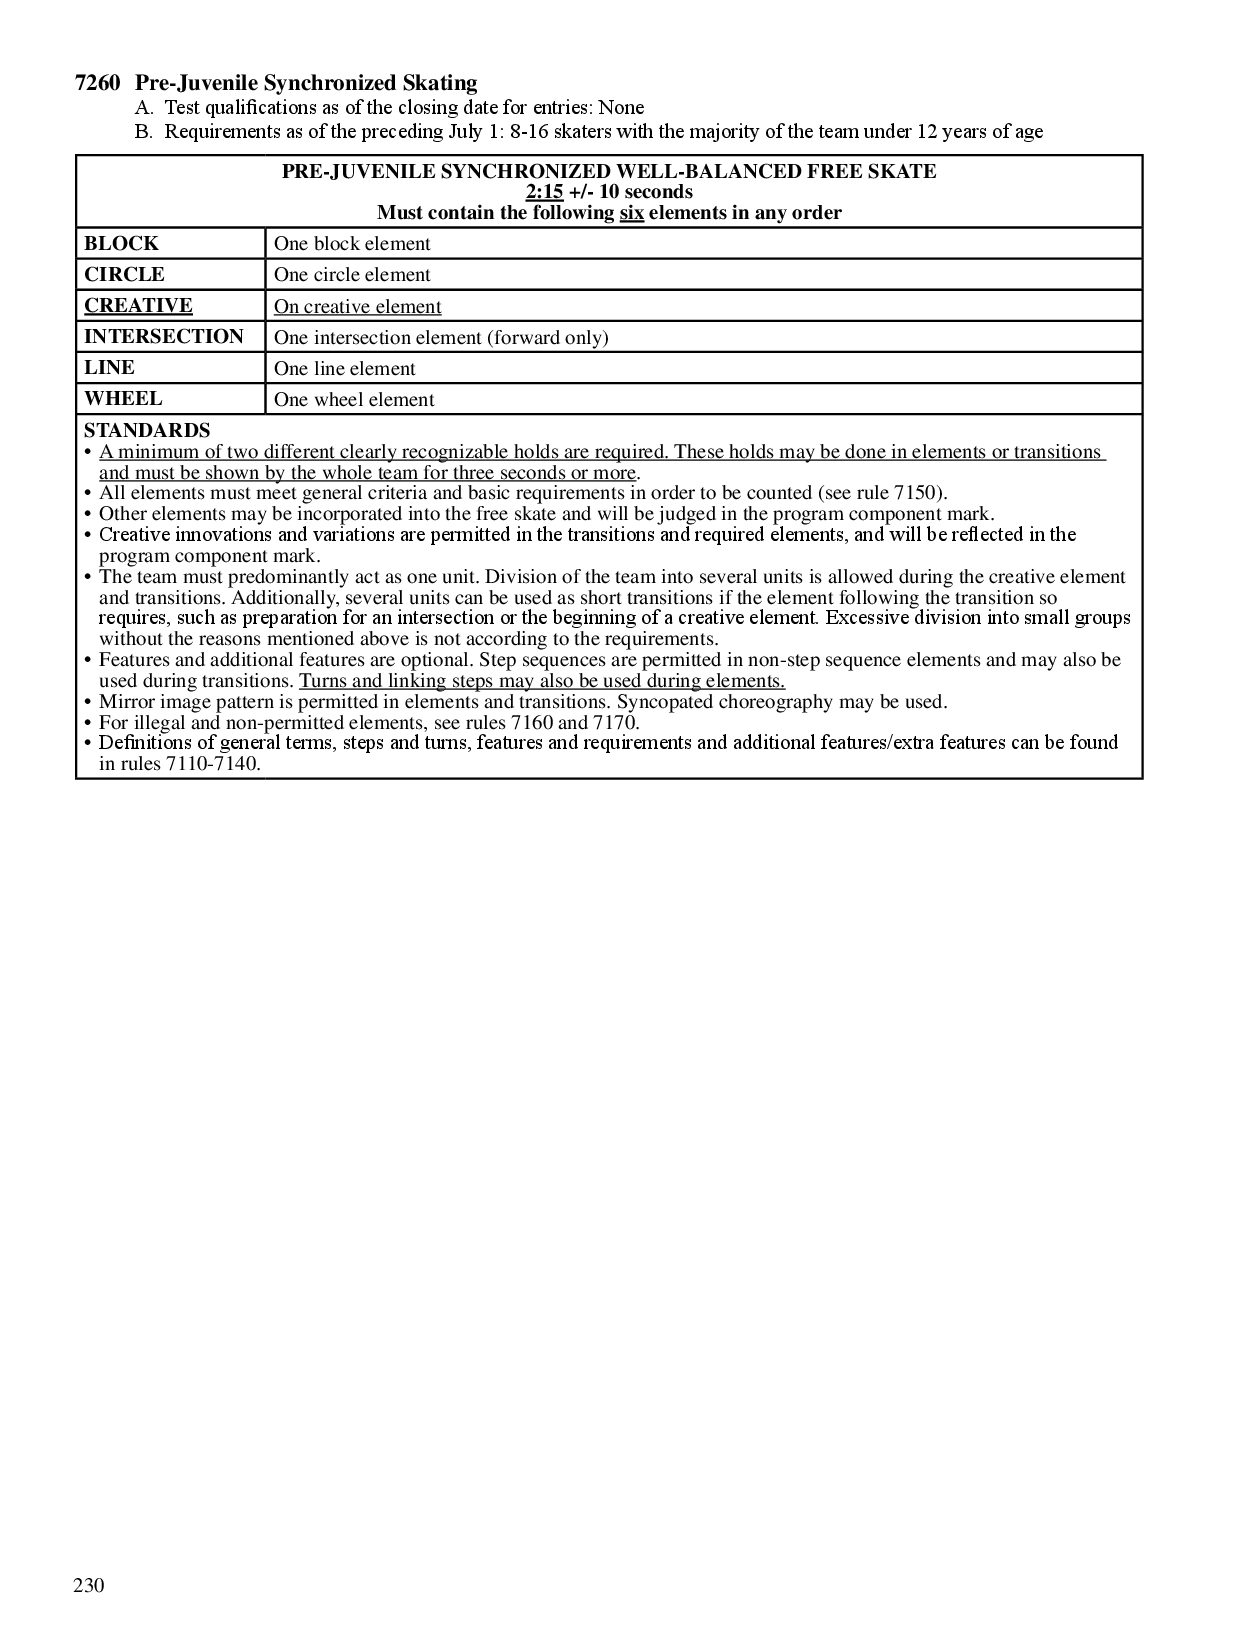 7260 Pre-Juvenile Synchronized Skating
A. Test qualifications as of the closing date for entries: None
B. Requirements as of the preceding July 1: 8-16 skaters with the majority of the team under 12 years of age
PRE-JUVENILE SYNCHRONIZED WELL-BALANCED FREE SKATE
2:15 +/- 10 seconds
Must contain the following six elements in any order
BLOCK One block element
CIRCLE One circle element
CREATIVE On creative element
INTERSECTION One intersection element (forward only)
LINE One line element
WHEEL One wheel element
STANDARDS
• A minimum of two different clearly recognizable holds are required. These holds may be done in elements or transitions
and must be shown by the whole team for three seconds or more.
• All elements must meet general criteria and basic requirements in order to be counted (see rule 7150).
• Other elements may be incorporated into the free skate and will be judged in the program component mark.
• Creative innovations and variations are permitted in the transitions and required elements, and will be reflected in the
program component mark.
• The team must predominantly act as one unit. Division of the team into several units is allowed during the creative element
and transitions. Additionally, several units can be used as short transitions if the element following the transition so
requires, such as preparation for an intersection or the beginning of a creative element. Excessive division into small groups
without the reasons mentioned above is not according to the requirements.
• Features and additional features are optional. Step sequences are permitted in non-step sequence elements and may also be
used during transitions. Turns and linking steps may also be used during elements.
• Mirror image pattern is permitted in elements and transitions. Syncopated choreography may be used.
• For illegal and non-permitted elements, see rules 7160 and 7170.
• Definitions of general terms, steps and turns, features and requirements and additional features/extra features can be found
in rules 7110-7140.
230